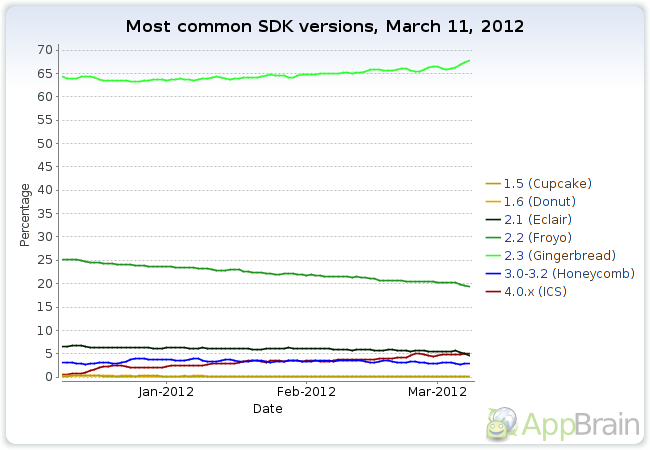 Most common SDK versions, March 11, 2012
70
65
60
55
50
45
40
35
30
25
20
15
10
5
0
Percentage
Jan-2012 Feb-2012 Mar-2012
Date
1.5 (Cupcake)
1.6 (Donut)
2.1 (Eclair)
2.2 (Froyo)
2.3 (Gingerbread)
3.0-3.2 (Honeycomb)
4.0.x (ICS)
AppBrain